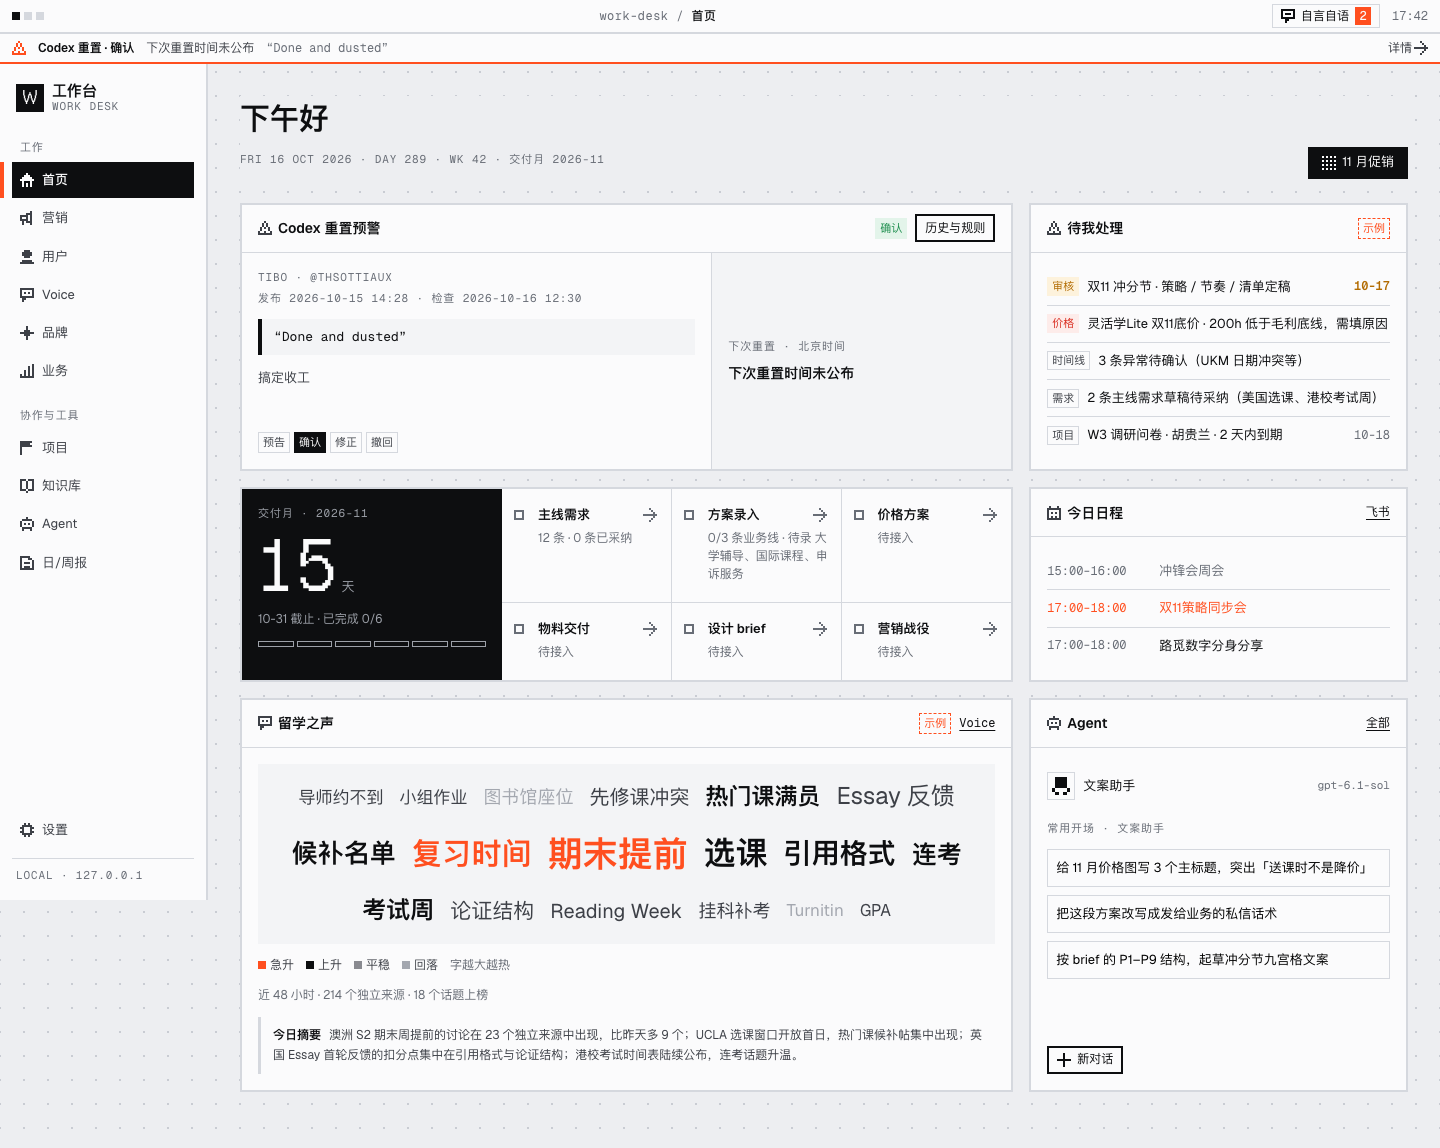 work-desk / 首页
自言自语 2
17:42
Codex 重置 · 确认 下次重置时间未公布 “Done and dusted”
详情
W
工作台
WORK DESK
工作
首页
营销
用户
Voice
品牌
业务
协作与工具
项目
知识库
Agent
日/周报
设置
LOCAL · 127.0.0.1
下午好
FRI 16 OCT 2026 · DAY 289 · WK 42 · 交付月 2026-11
11 月促销
Codex 重置预警
确认
历史与规则
TIBO · @THSOTTIAUX
发布 2026-10-15 14:28 · 检查 2026-10-16 12:30
“Done and dusted”
搞定收工
预告 确认 修正 撤回
下次重置 · 北京时间
下次重置时间未公布
待我处理
示例
审核 双11 冲分节 · 策略 / 节奏 / 清单定稿 10-17
价格 灵活学Lite 双11底价 · 200h 低于毛利底线，需填原因
时间线 3 条异常待确认（UKM 日期冲突等）
需求 2 条主线需求草稿待采纳（美国选课、港校考试周）
项目 W3 调研问卷 · 胡贵兰 · 2 天内到期 10-18
交付月 · 2026-11
15 天
10-31 截止 · 已完成 0/6
主线需求
12 条 · 0 条已采纳
方案录入
0/3 条业务线 · 待录 大
学辅导、国际课程、申
诉服务
价格方案
待接入
物料交付
待接入
设计 brief
待接入
营销战役
待接入
今日日程
飞书
15:00-16:00 冲锋会周会
17:00-18:00 双11策略同步会
17:00-18:00 路觅数字分身分享
留学之声
示例
Voice
导师约不到 小组作业 图书馆座位 先修课冲突 热门课满员 Essay 反馈
候补名单 复习时间 期末提前 选课 引用格式 连考
考试周 论证结构 Reading Week 挂科补考 Turnitin GPA
急升 上升 平稳 回落 字越大越热
近 48 小时 · 214 个独立来源 · 18 个话题上榜
今日摘要 澳洲 S2 期末周提前的讨论在 23 个独立来源中出现，比昨天多 9 个；UCLA 选课窗口开放首日，热门课候补帖集中出现；英
国 Essay 首轮反馈的扣分点集中在引用格式与论证结构；港校考试时间表陆续公布，连考话题升温。
Agent
全部
文案助手
gpt-6.1-sol
常用开场 · 文案助手
给 11 月价格图写 3 个主标题，突出「送课时不是降价」
把这段方案改写成发给业务的私信话术
按 brief 的 P1–P9 结构，起草冲分节九宫格文案
新对话